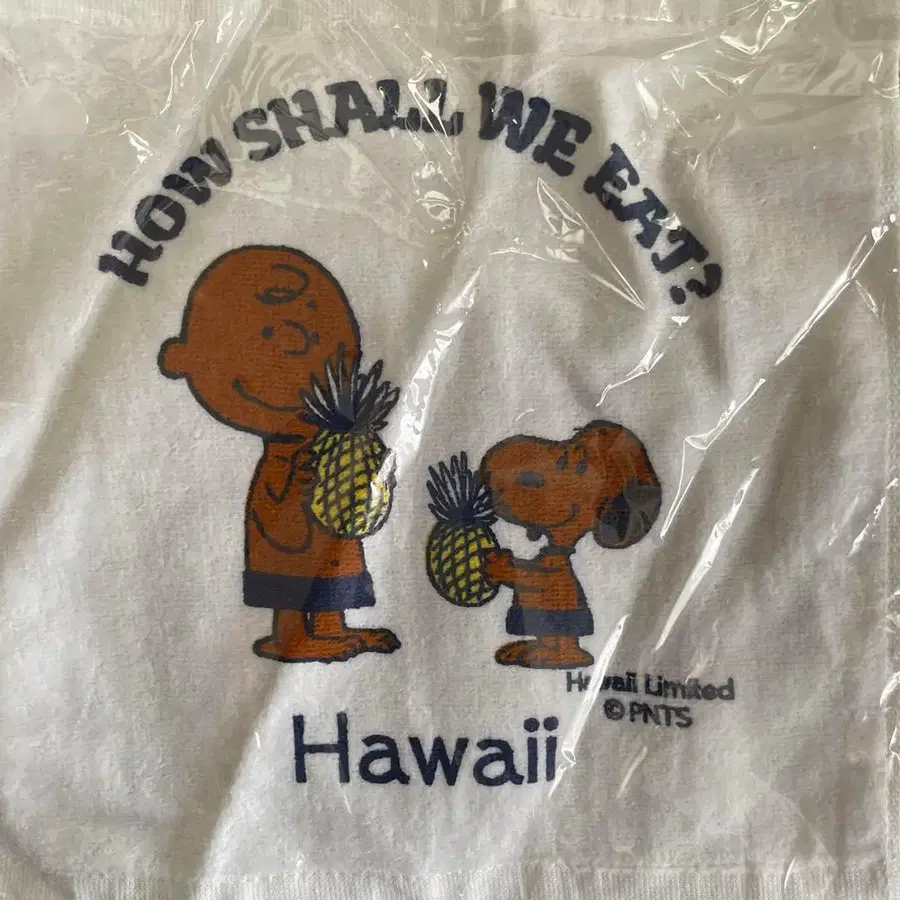 HOW SHALL WE EAT?
Hawaii Limited
© PNTS
Hawaii